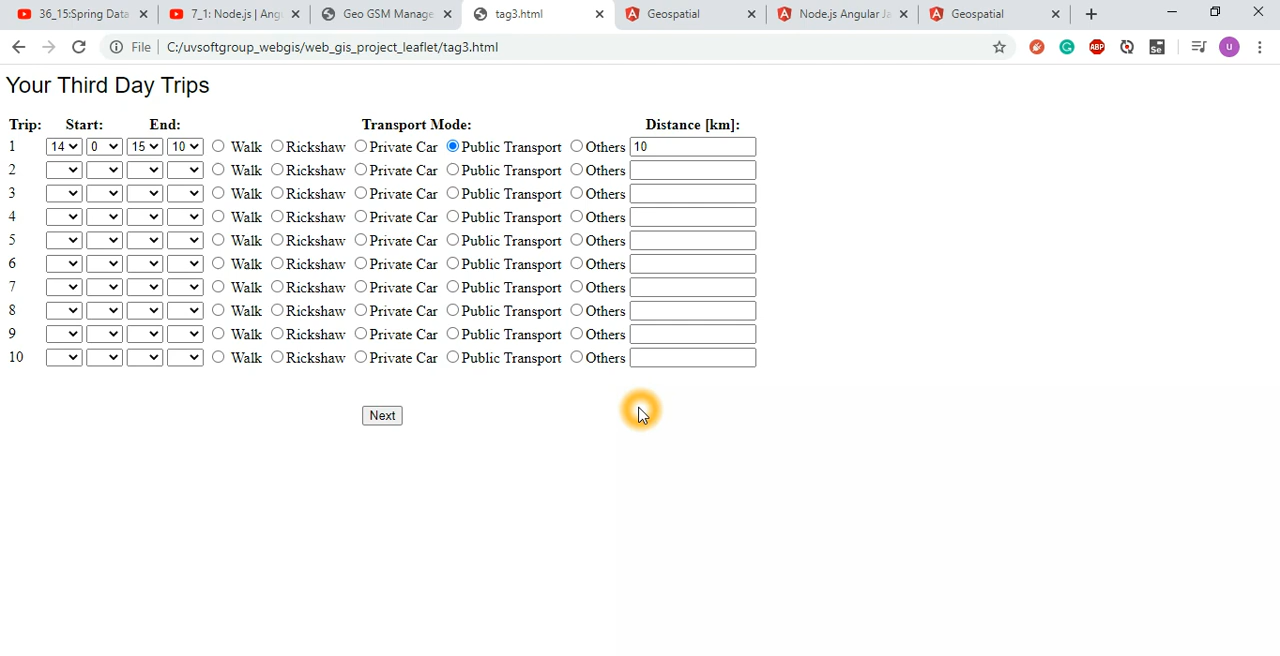 36_15:Spring Data
7_1: Node.js | Ang
Geo GSM Manage
tag3.html
Geospatial
Node.js Angular Ja
Geospatial
File
C:/uvsoftgroup_webgis/web_gis_project_leaflet/tag3.html
ABP
Se
U
Your Third Day Trips
Trip: Start: End: Transport Mode: Distance [km]:
1 14 0 15 10 Walk Rickshaw Private Car Public Transport Others 10
2 Walk Rickshaw Private Car Public Transport Others
3 Walk Rickshaw Private Car Public Transport Others
4 Walk Rickshaw Private Car Public Transport Others
5 Walk Rickshaw Private Car Public Transport Others
6 Walk Rickshaw Private Car Public Transport Others
7 Walk Rickshaw Private Car Public Transport Others
8 Walk Rickshaw Private Car Public Transport Others
9 Walk Rickshaw Private Car Public Transport Others
10 Walk Rickshaw Private Car Public Transport Others
Next